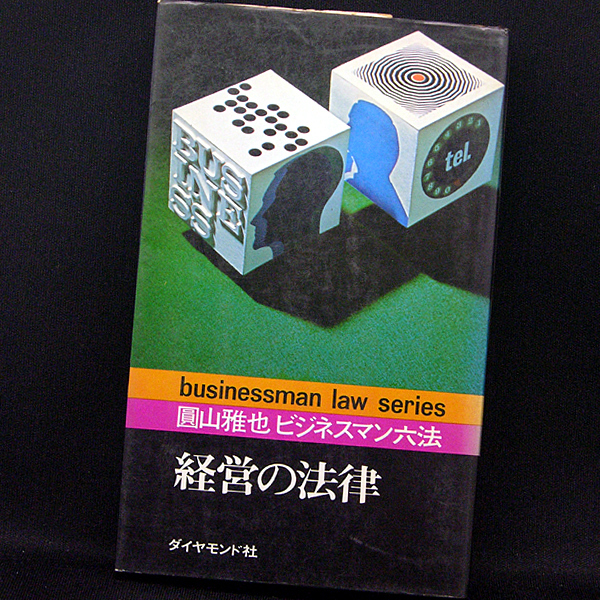 BUSINESS
tel.
businessman law series
圓山雅也 ビジネスマン六法
経営の法律
ダイヤモンド社